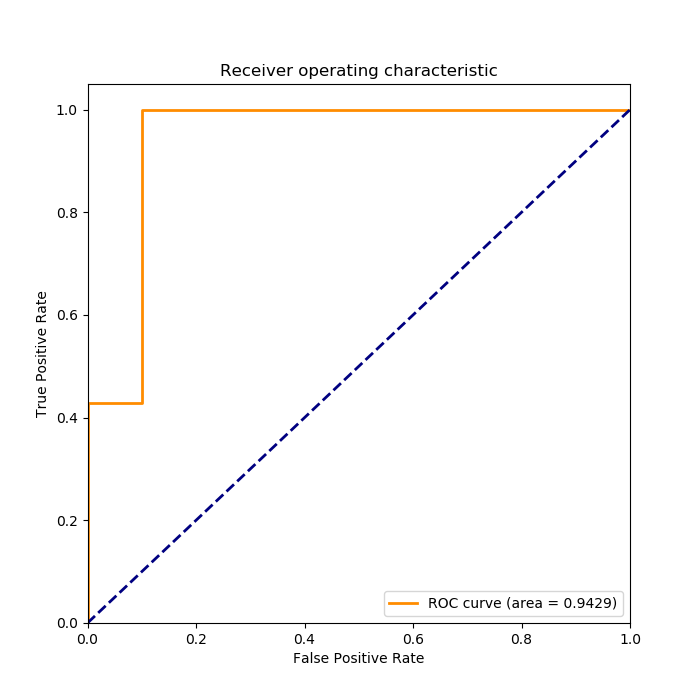 Receiver operating characteristic
1.0
0.8
0.6
0.4
0.2
0.0
True Positive Rate
0.0 0.2 0.4 0.6 0.8 1.0
False Positive Rate
ROC curve (area = 0.9429)